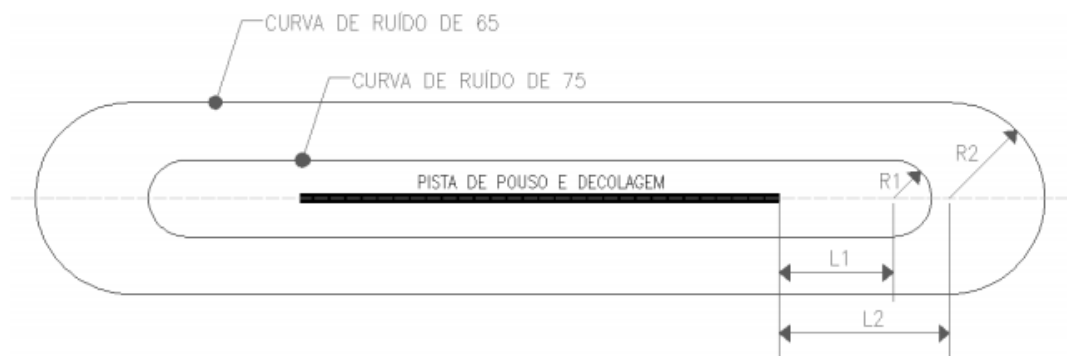 CURVA DE RUÍDO DE 65
CURVA DE RUÍDO DE 75
R2
PISTA DE POUSO E DECOLAGEM
R1
L1
L2